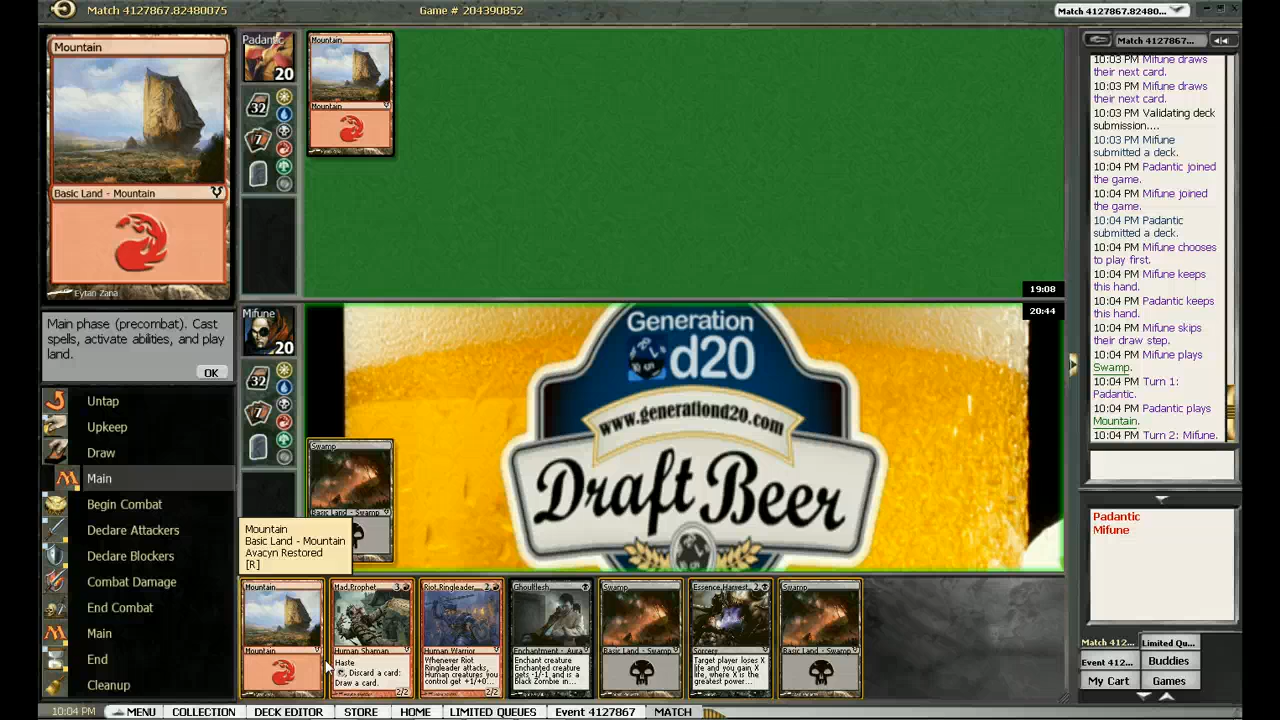 Match 4127867.82480075
Game # 204390852
Match 4127867.82480...
Mountain
Basic Land - Mountain
Eytan Zana
Main phase (precombat). Cast
spells, activate abilities, and play
land.
OK
Untap
Upkeep
Draw
Main
Begin Combat
Declare Attackers
Declare Blockers
Combat Damage
End Combat
Main
End
Cleanup
Padantic
20
32
7
Mountain
Mountain
19:08
Mifune
20
32
7
20:44
Generation
d20
www.generationd20.com
Draft Beer
Swamp
Basic Land - Swamp
Mountain
Basic Land - Mountain
Avacyn Restored
[R]
Mountain
Mountain
Mad Prophet 3
Human Shaman
Haste
, Discard a card:
Draw a card.
2/2
Riot Ringleader 2
Human Warrior
Whenever Riot
Ringleader attacks,
Human creatures you
control get +1/+0...
2/2
Ghoulflesh
Enchantment - Aura
Enchant creature
Enchanted creature
gets -1/-1 and is a
black Zombie in...
Swamp
Basic Land - Swamp
Essence Harvest 2
Sorcery
Target player loses X
life and you gain X
life, where X is the
greatest power...
Swamp
Basic Land - Swamp
Match 4127867...
10:03 PM Mifune draws
their next card.
10:03 PM Mifune draws
their next card.
10:03 PM Validating deck
submission....
10:03 PM Mifune
submitted a deck.
10:04 PM Padantic joined
the game.
10:04 PM Mifune joined
the game.
10:04 PM Padantic
submitted a deck.
10:04 PM Mifune chooses
to play first.
10:04 PM Mifune keeps
this hand.
10:04 PM Padantic keeps
this hand.
10:04 PM Mifune skips
their draw step.
10:04 PM Mifune plays
Swamp.
10:04 PM Turn 1:
Padantic.
10:04 PM Padantic plays
Mountain.
10:04 PM Turn 2: Mifune.
Padantic
Mifune
Match 412...
Limited Qu...
Event 412...
Buddies
My Cart
Games
10:04 PM
MENU
COLLECTION
DECK EDITOR
STORE
HOME
LIMITED QUEUES
Event 4127867
MATCH